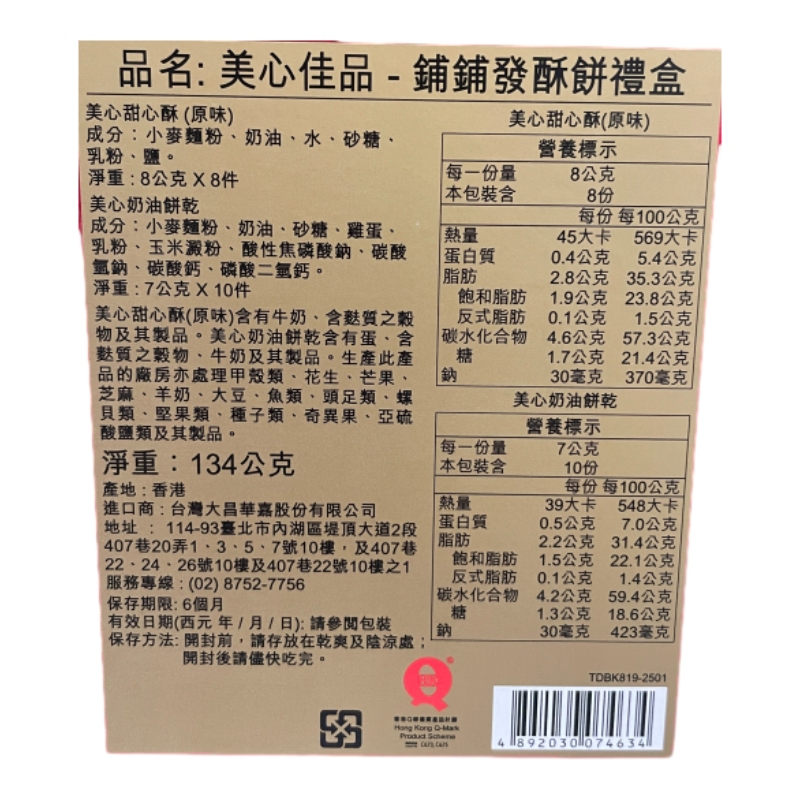 品名: 美心佳品 - 鋪鋪發酥餅禮盒
美心甜心酥 (原味)
成分：小麥麵粉、奶油、水、砂糖、
乳粉、鹽。
淨重 : 8公克 X 8件
美心奶油餅乾
成分：小麥麵粉、奶油、砂糖、雞蛋、
乳粉、玉米澱粉、酸性焦磷酸鈉、碳酸
氫鈉、碳酸鈣、磷酸二氫鈣。
淨重 : 7公克 X 10件
美心甜心酥(原味)含有牛奶、含麩質之穀
物及其製品。美心奶油餅乾含有蛋、含
麩質之穀物、牛奶及其製品。生產此產
品的廠房亦處理甲殼類、花生、芒果、
芝麻、羊奶、大豆、魚類、頭足類、螺
貝類、堅果類、種子類、奇異果、亞硫
酸鹽類及其製品。
淨重：134公克
產地 : 香港
進口商 : 台灣大昌華嘉股份有限公司
地址 ： 114-93臺北市內湖區堤頂大道2段
407巷20弄1、3、5、7號10樓，及407巷
22、24、26號10樓及407巷22號10樓之1
服務專線 : (02) 8752-7756
保存期限: 6個月
有效日期(西元 年 / 月 / 日): 請參閱包裝
保存方法: 開封前，請存放在乾爽及陰涼處；
開封後請儘快吃完。
美心甜心酥(原味)
營養標示
每一份量 8公克
本包裝含 8份
每份 每100公克
熱量 45大卡 569大卡
蛋白質 0.4公克 5.4公克
脂肪 2.8公克 35.3公克
飽和脂肪 1.9公克 23.8公克
反式脂肪 0.1公克 1.5公克
碳水化合物 4.6公克 57.3公克
糖 1.7公克 21.4公克
鈉 30毫克 370毫克
美心奶油餅乾
營養標示
每一份量 7公克
本包裝含 10份
每份 每100公克
熱量 39大卡 548大卡
蛋白質 0.5公克 7.0公克
脂肪 2.2公克 31.4公克
飽和脂肪 1.5公克 22.1公克
反式脂肪 0.1公克 1.4公克
碳水化合物 4.2公克 59.4公克
糖 1.3公克 18.6公克
鈉 30毫克 423毫克
TDBK819-2501
Hong Kong Q-Mark
Product Scheme
4 892030 074634